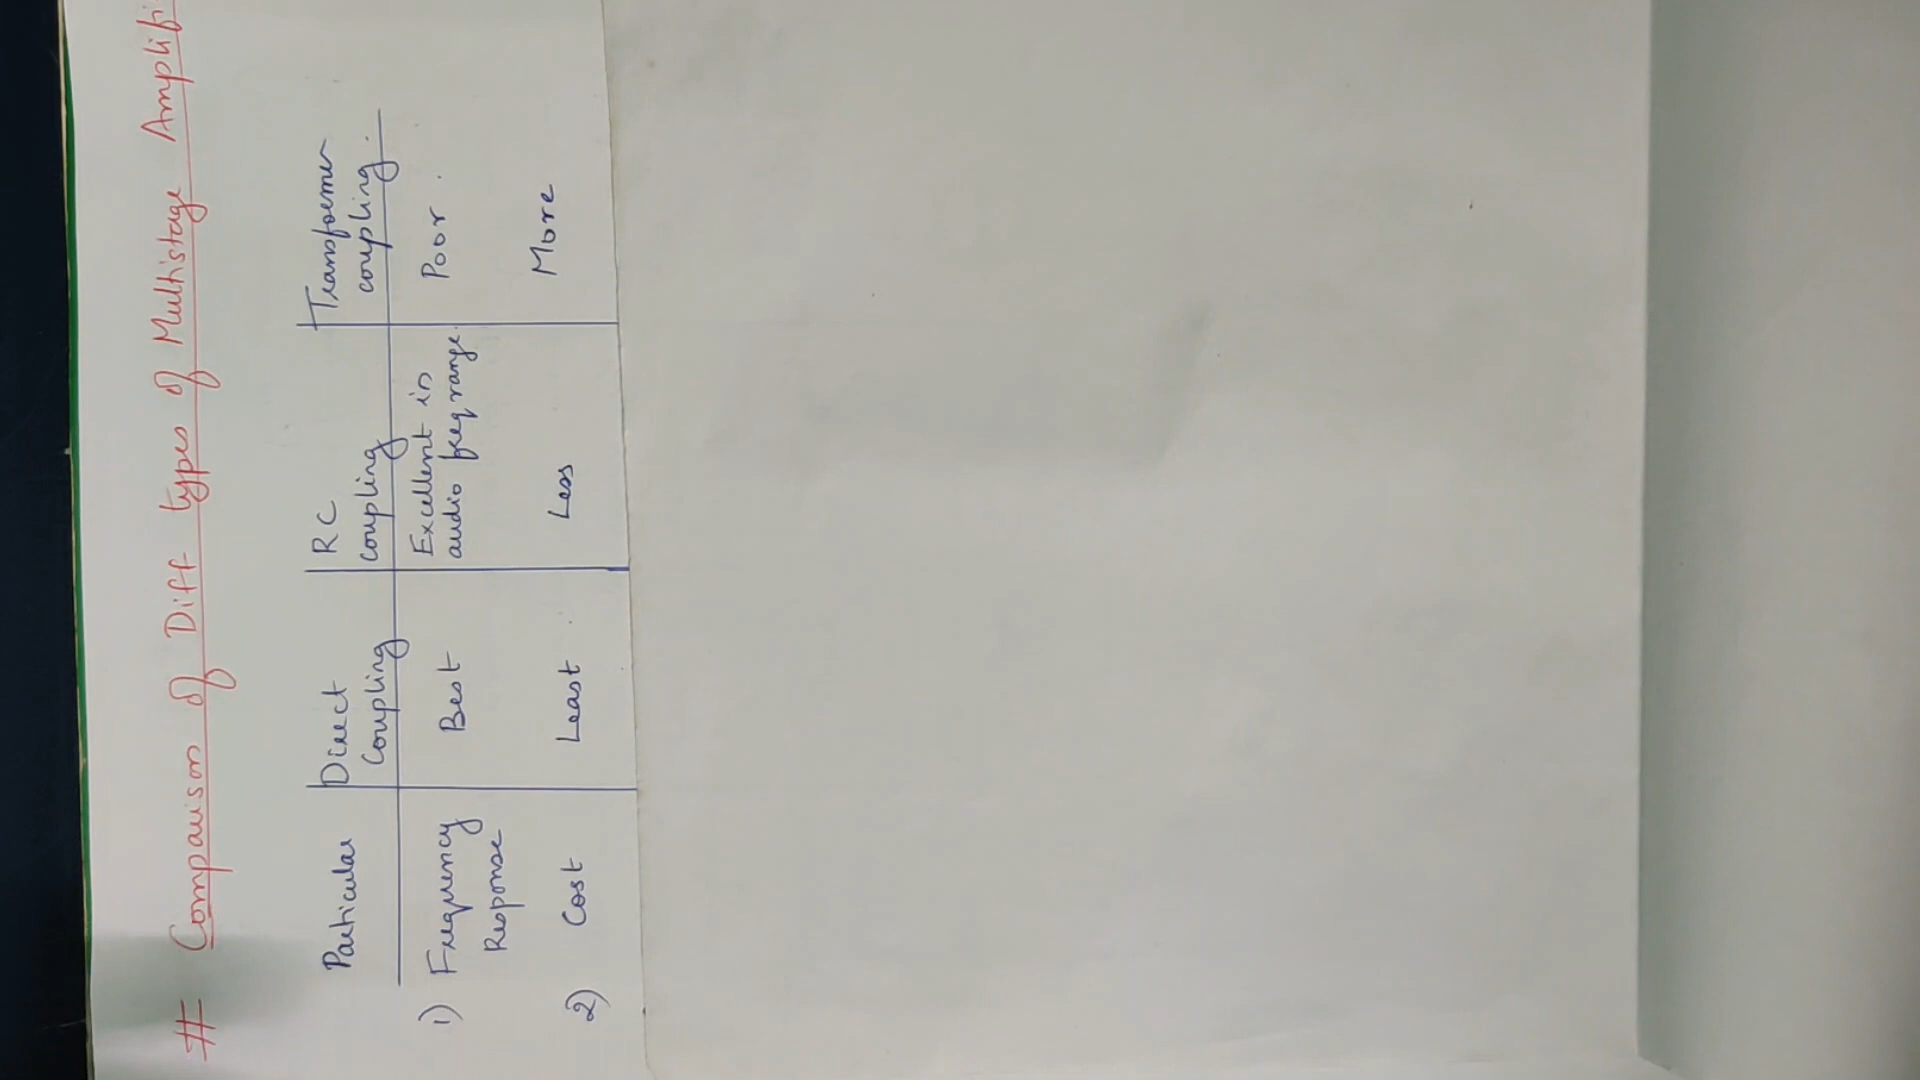 # Comparison of Diff types of Multistage Amplifi
Particular Direct RC Transformer
Coupling coupling coupling.
1) Frequency Best Excellent in Poor.
Response audio freq range.
2) Cost Least. Less More